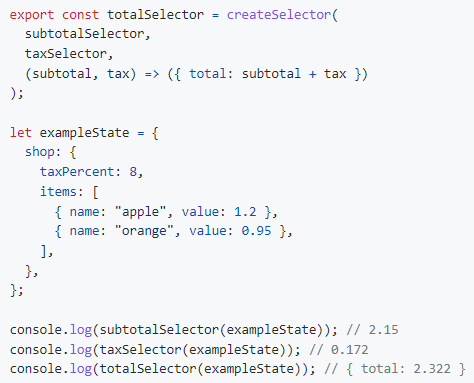 export const totalSelector = createSelector(
  subtotalSelector,
  taxSelector,
  (subtotal, tax) => ({ total: subtotal + tax })
);

let exampleState = {
  shop: {
    taxPercent: 8,
    items: [
      { name: "apple", value: 1.2 },
      { name: "orange", value: 0.95 },
    ],
  },
};

console.log(subtotalSelector(exampleState)); // 2.15
console.log(taxSelector(exampleState)); // 0.172
console.log(totalSelector(exampleState)); // { total: 2.322 }